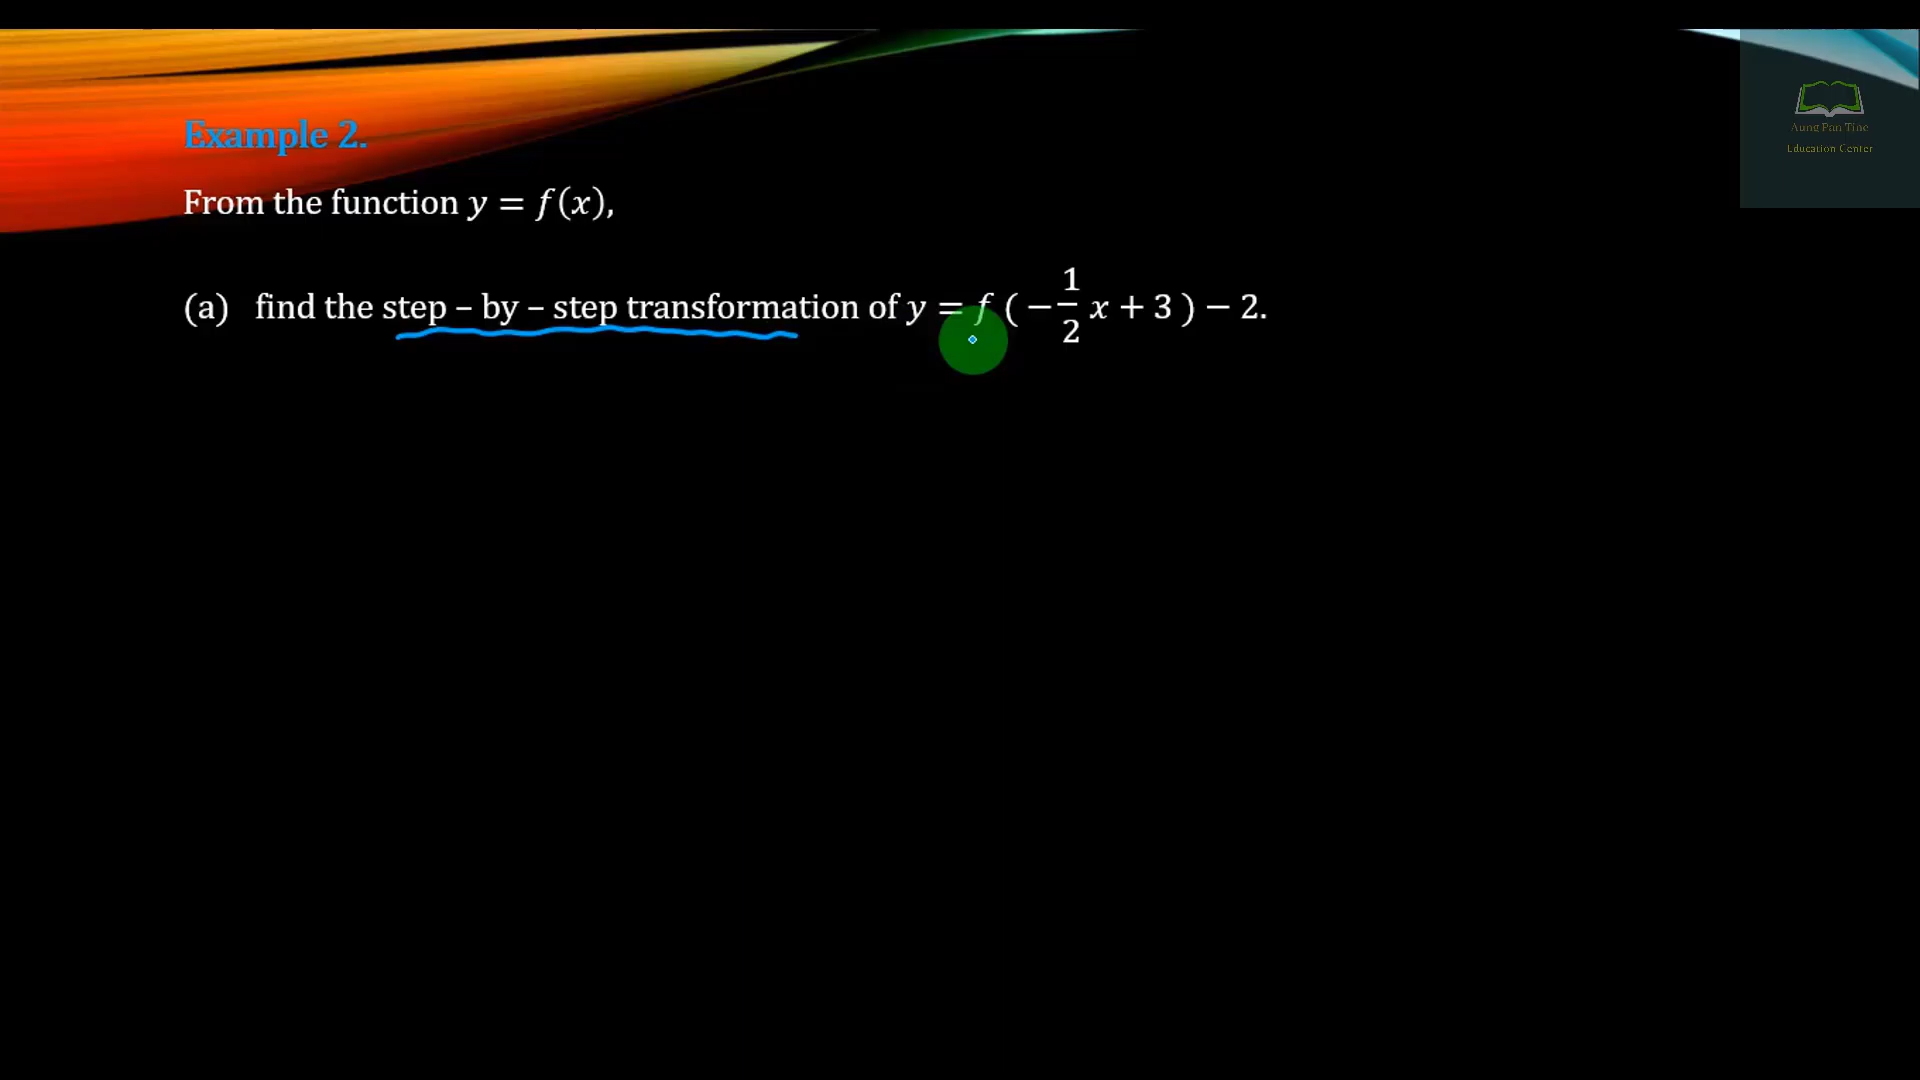 Example 2.
From the function y = f(x),
(a) find the step – by – step transformation of y = f ( −1/2 x + 3 ) − 2.
Aung Pan Tine
Education Center